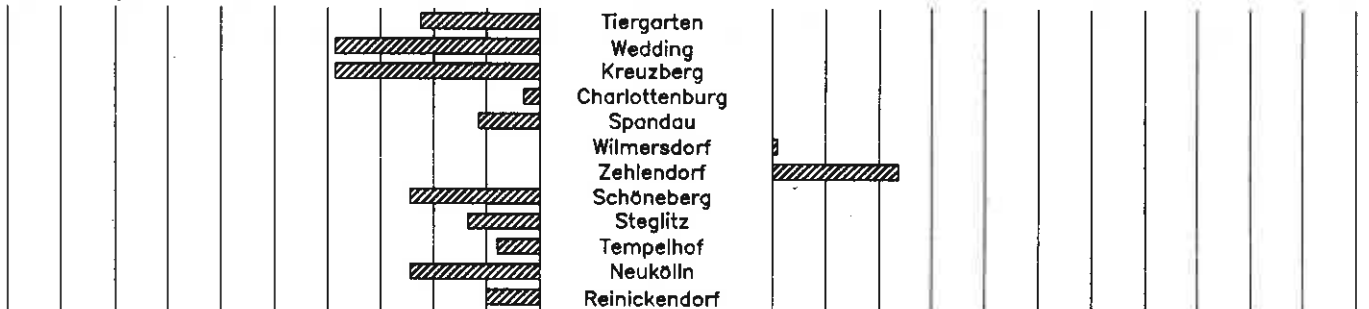 Tiergarten
Wedding
Kreuzberg
Charlottenburg
Spandau
Wilmersdorf
Zehlendorf
Schöneberg
Steglitz
Tempelhof
Neukölln
Reinickendorf